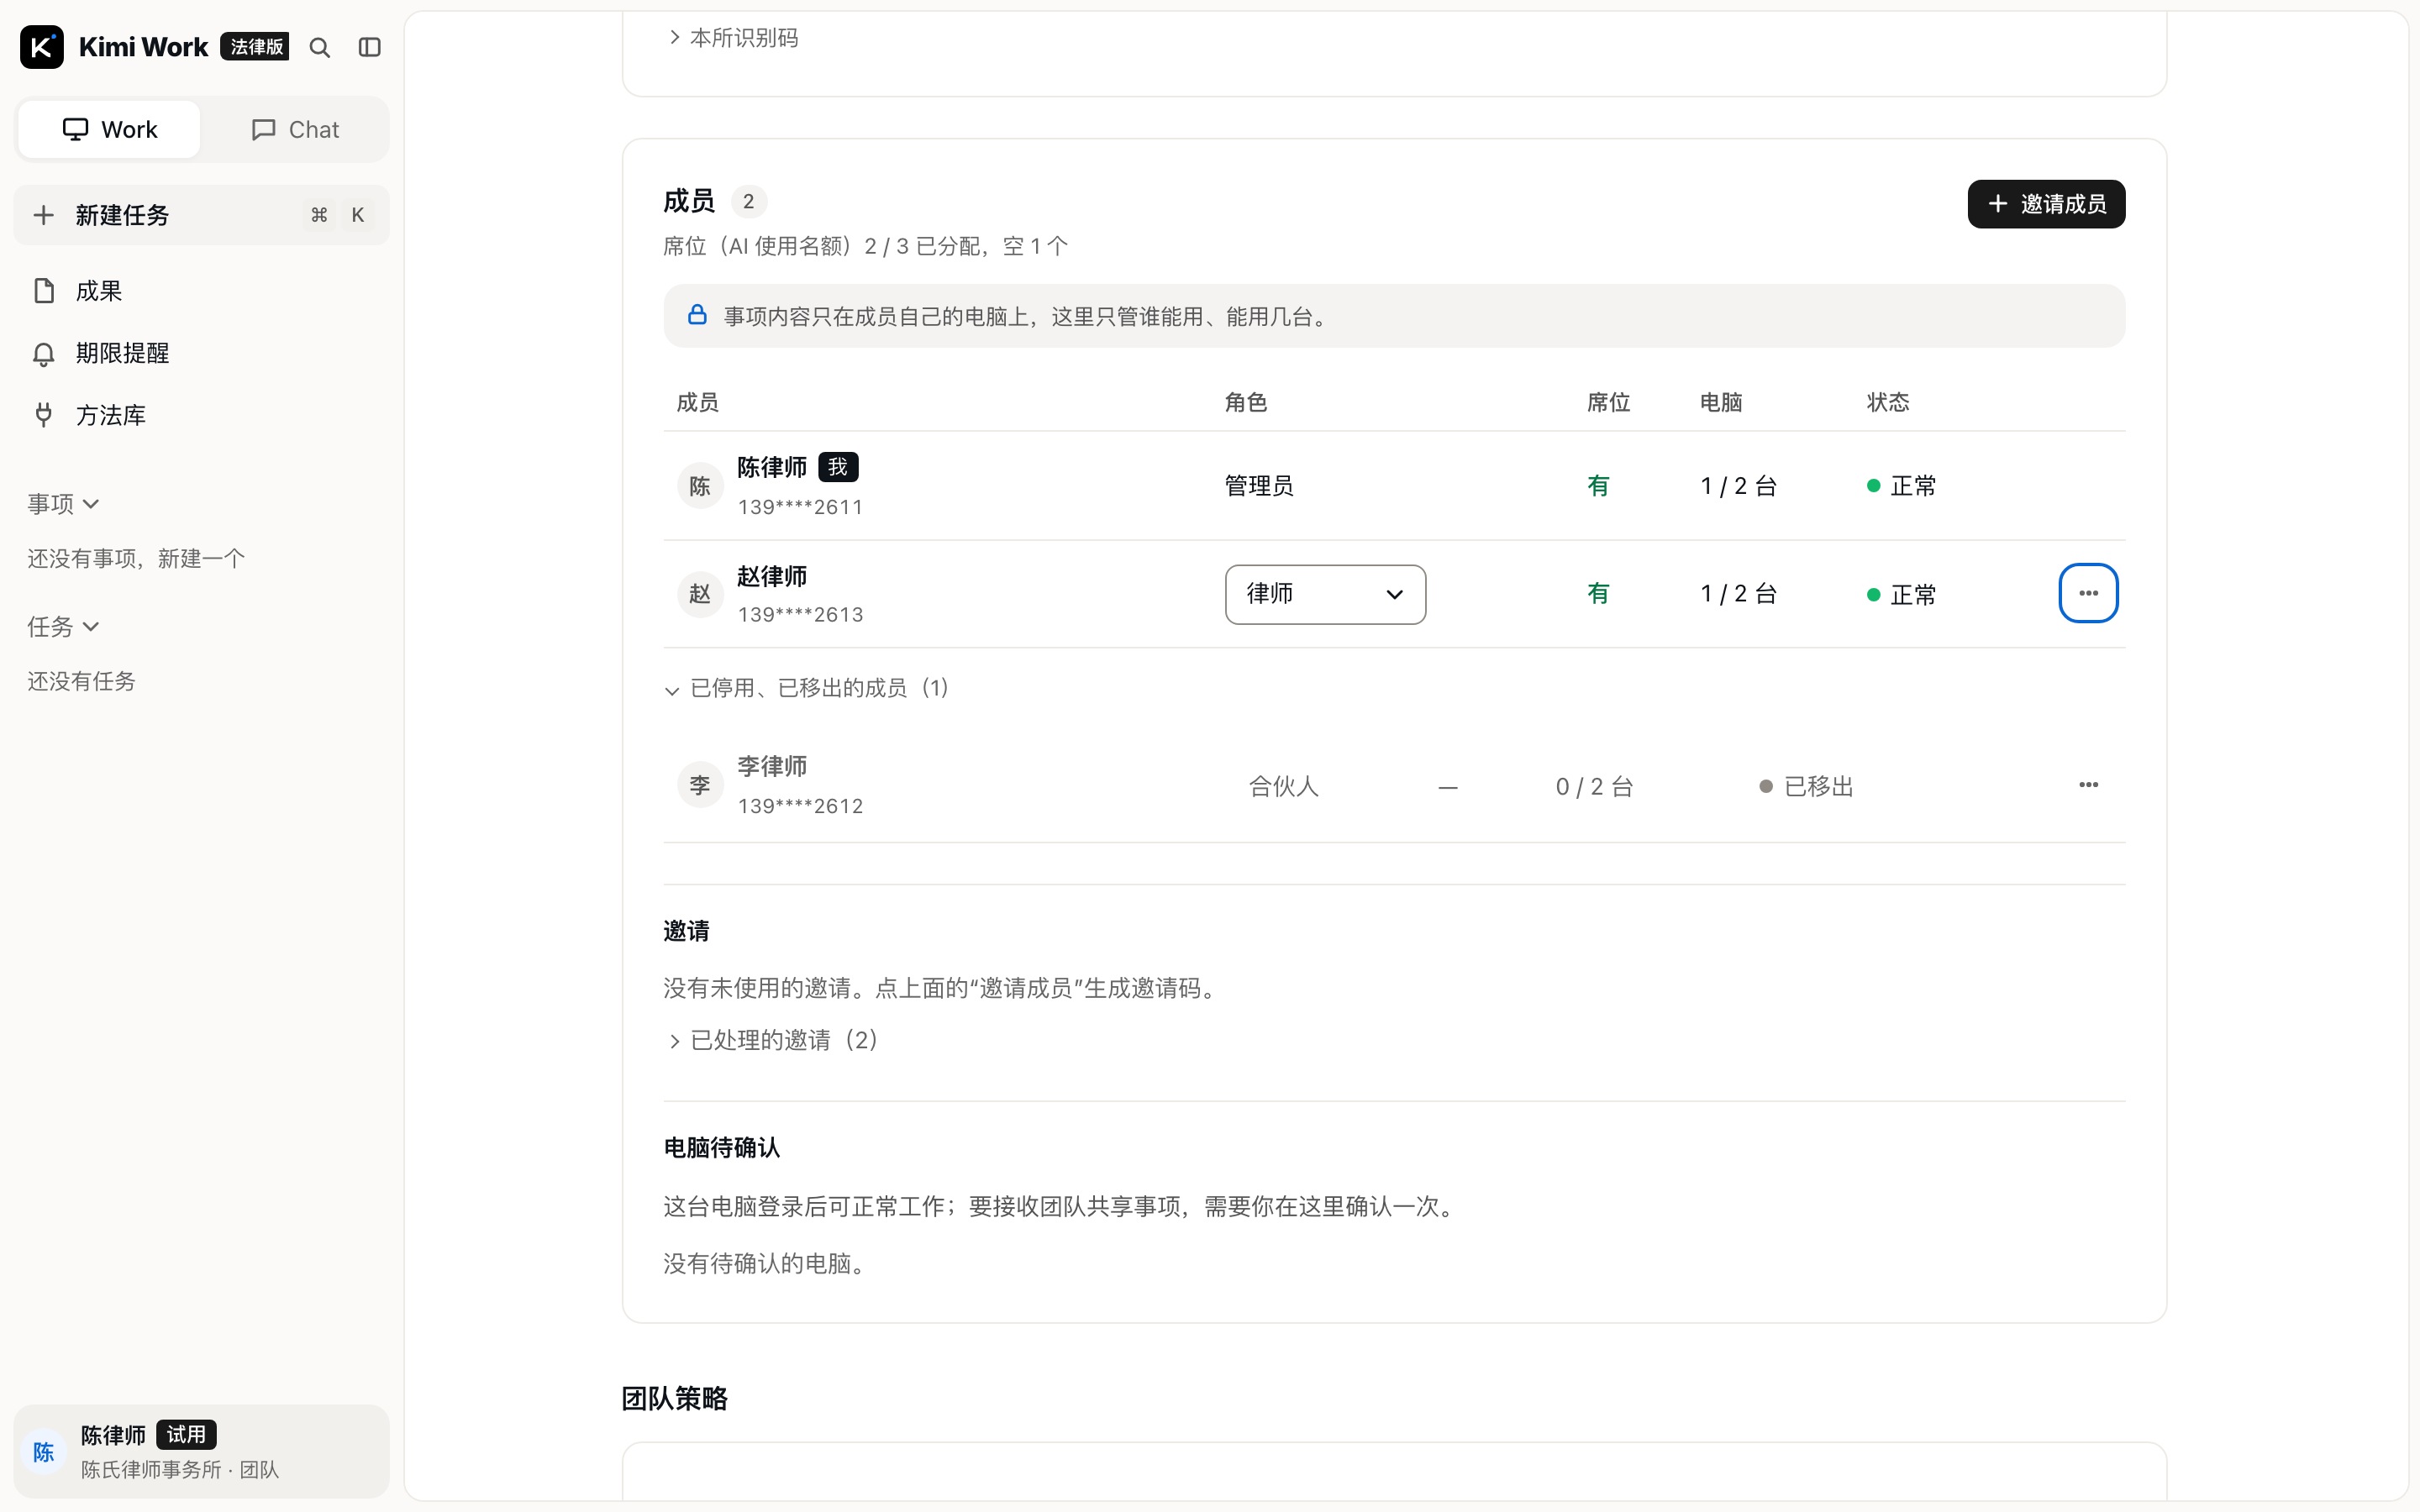 Kimi Work 法律版
Work Chat
新建任务 ⌘ K
成果
期限提醒
方法库
事项
还没有事项，新建一个
任务
还没有任务
陈 陈律师 试用
陈氏律师事务所 · 团队
本所识别码
成员 2
邀请成员
席位（AI 使用名额）2 / 3 已分配，空 1 个
事项内容只在成员自己的电脑上，这里只管谁能用、能用几台。
成员 角色 席位 电脑 状态
陈 陈律师 我 管理员 有 1 / 2 台 正常
139****2611
赵 赵律师 律师 有 1 / 2 台 正常
139****2613
已停用、已移出的成员（1）
李 李律师 合伙人 — 0 / 2 台 已移出
139****2612
邀请
没有未使用的邀请。点上面的“邀请成员”生成邀请码。
已处理的邀请（2）
电脑待确认
这台电脑登录后可正常工作；要接收团队共享事项，需要你在这里确认一次。
没有待确认的电脑。
团队策略